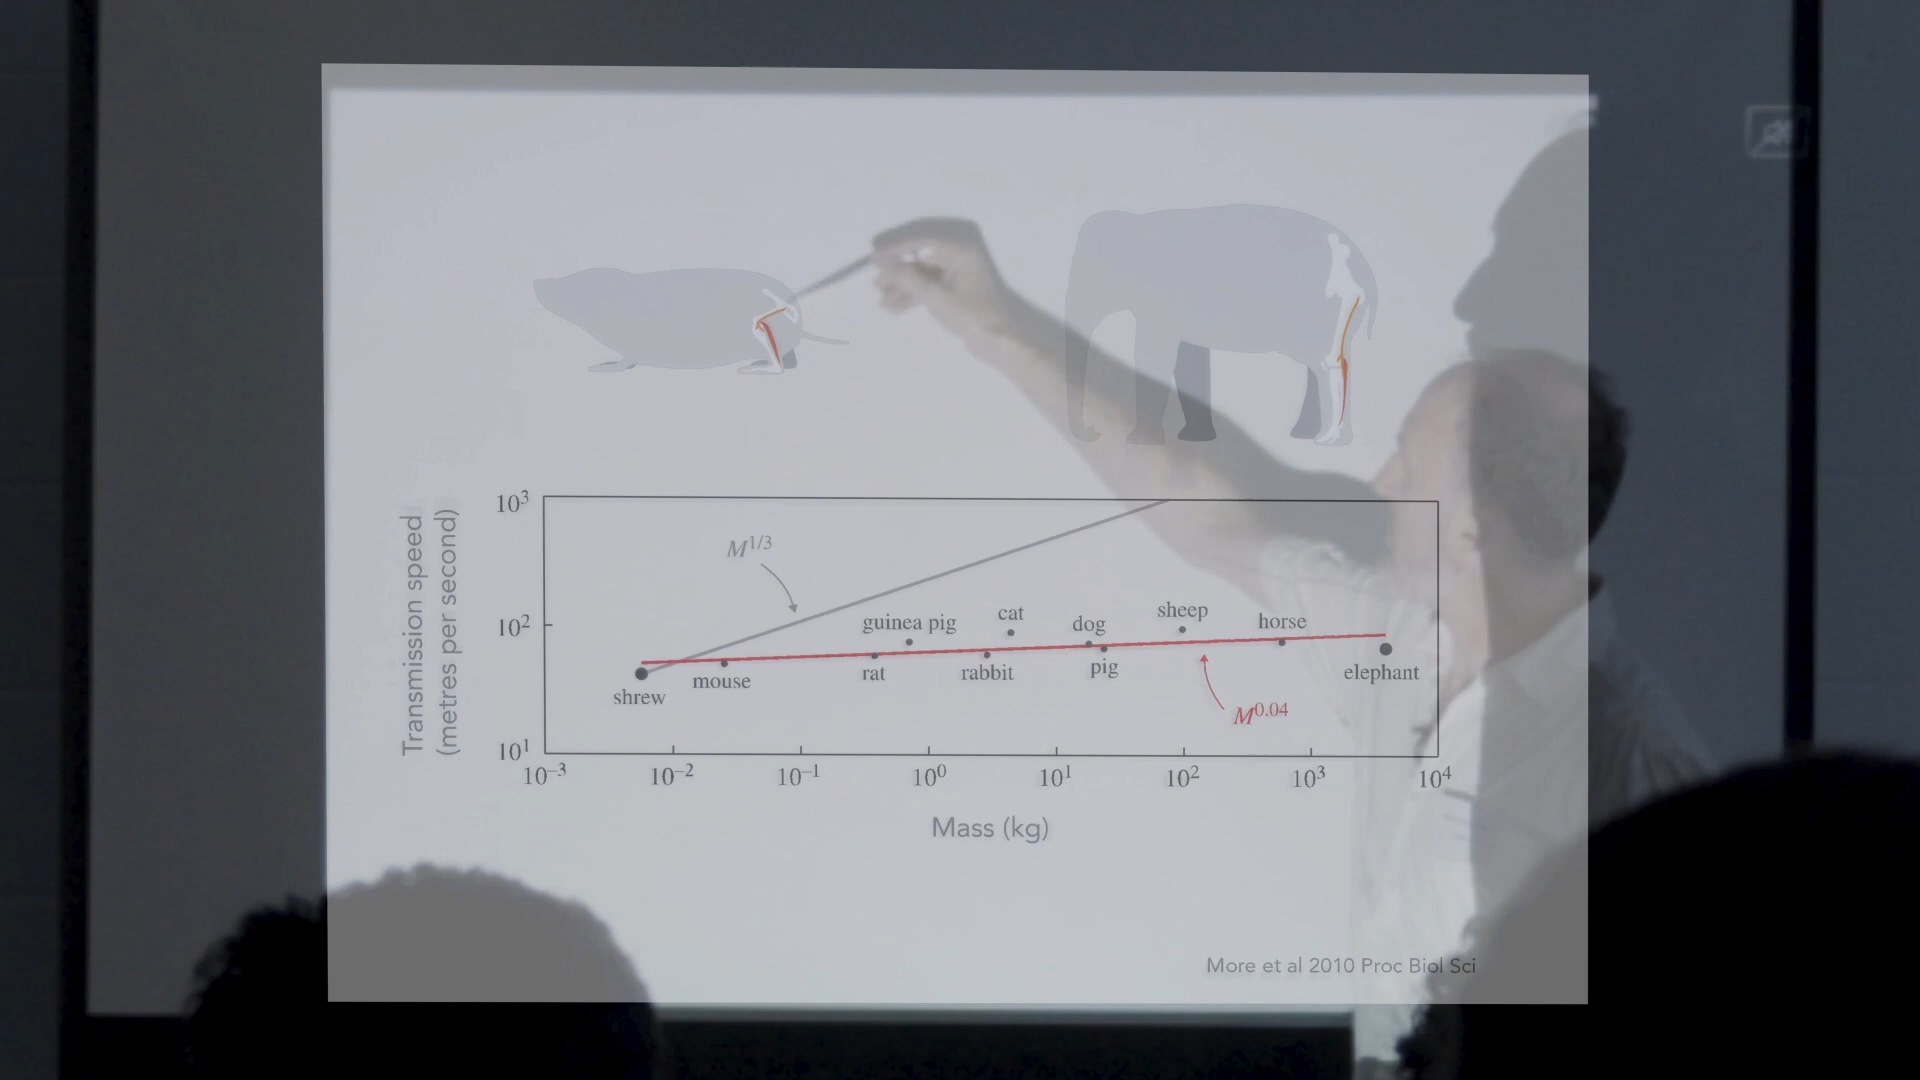 10³
10²
10¹
Transmission speed
(metres per second)
M¹/³
guinea pig
cat
dog
sheep
horse
shrew
mouse
rat
rabbit
pig
elephant
M⁰·⁰⁴
10⁻³ 10⁻² 10⁻¹ 10⁰ 10¹ 10² 10³ 10⁴
Mass (kg)
More et al 2010 Proc Biol Sci